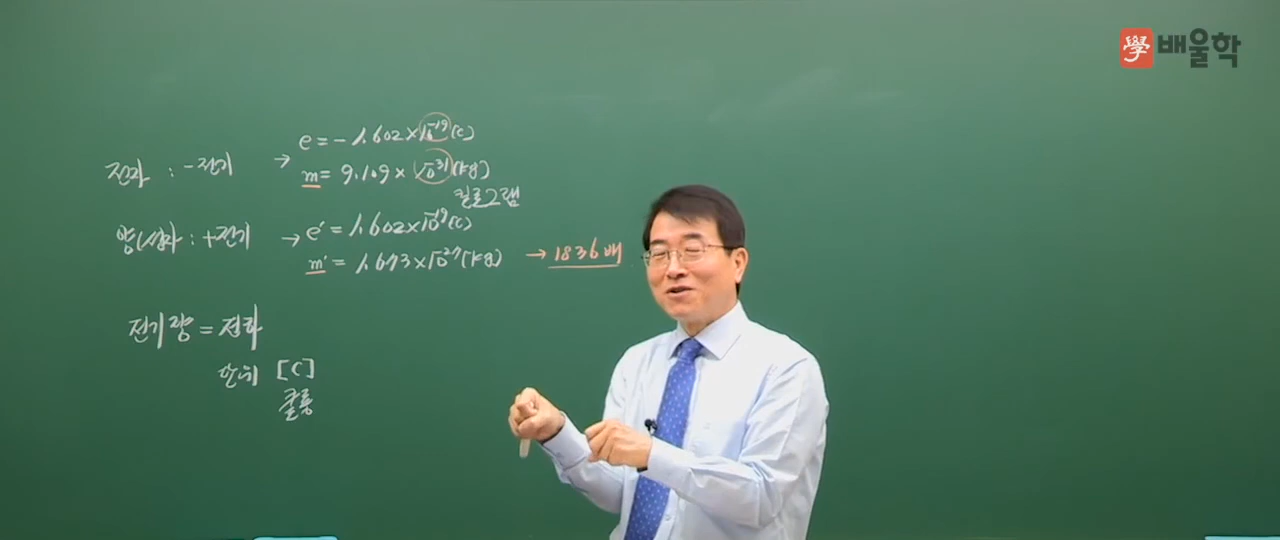 學 배울학
전자 : -전기 → e = -1.602×10⁻¹⁹(C)
m = 9.109×10⁻³¹(kg)
킬로그램
양성자 : +전기 → e' = 1.602×10⁻¹⁹(C)
m' = 1.673×10⁻²⁷(kg) → 1836배
전기량 = 전하
단위 [C]
쿨롱